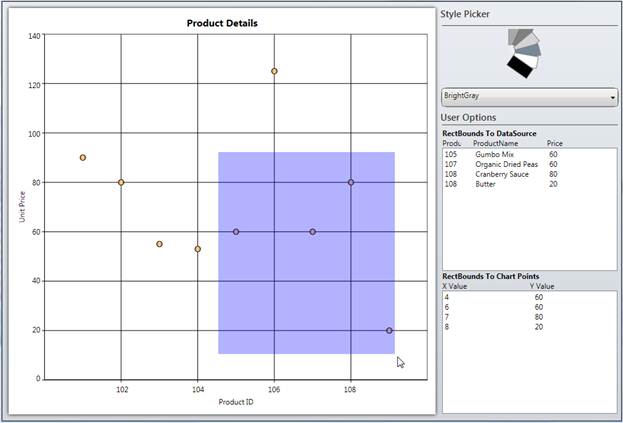 Product Details
140
120
100
80
60
40
20
0
Unit Price
102
104
106
108
Product ID
Style Picker
BrightGray
User Options
RectBounds To DataSource
Produ ProductName Price
105 Gumbo Mix 60
107 Organic Dried Peas 60
108 Cranberry Sauce 80
108 Butter 20
RectBounds To Chart Points
X Value Y Value
4 60
6 60
7 80
8 20